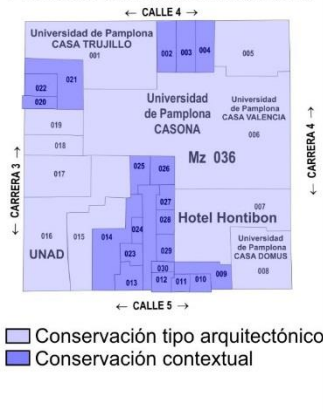 ← CALLE 4 →
Universidad de Pamplona
CASA TRUJILLO
001
002
003
004
005
021
022
020
Universidad
de Pamplona
CASONA
Universidad
de Pamplona
CASA VALENCIA
006
019
018
Mz 036
017
025
026
← CARRERA 3 →
← CARRERA 4 →
027
007
028
Hotel Hontibon
016
015
024
014
029
Universidad
de Pamplona
CASA DOMUS
UNAD
023
030
008
013
012
011
010
009
← CALLE 5 →
Conservación tipo arquitectónico
Conservación contextual